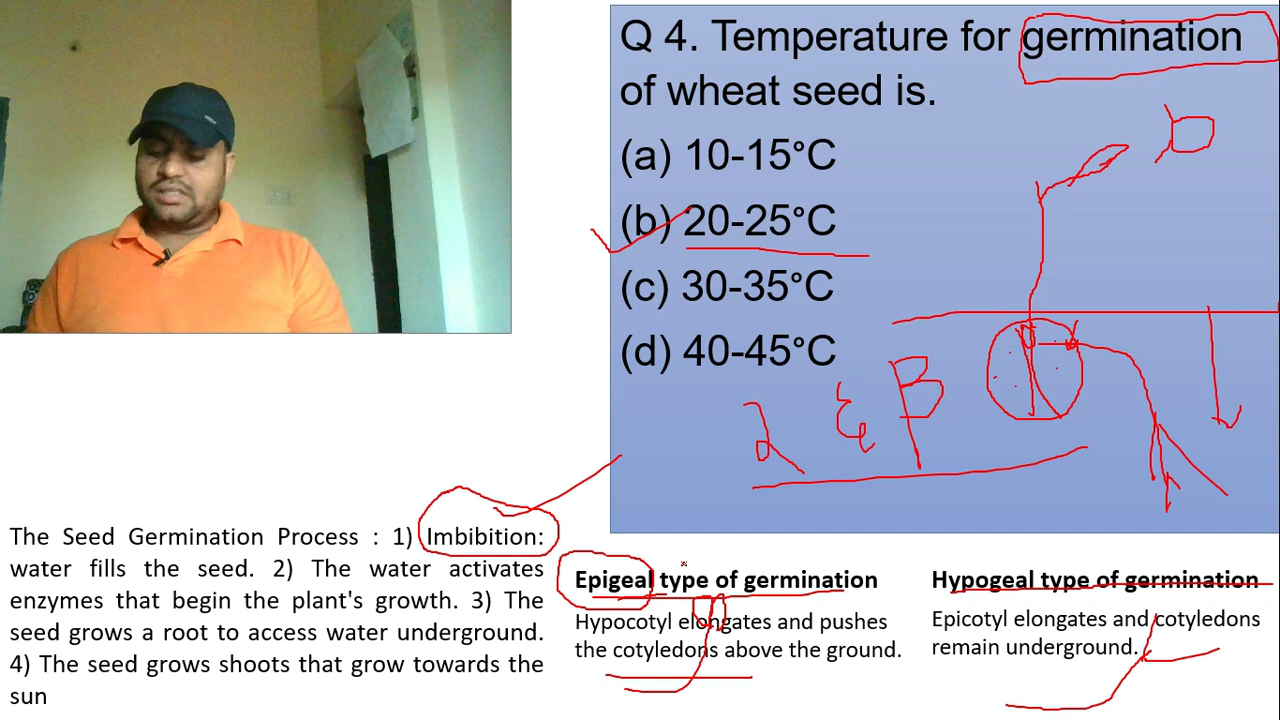 Q 4. Temperature for germination
of wheat seed is.
(a) 10-15°C
(b) 20-25°C
(c) 30-35°C
(d) 40-45°C
& B
The Seed Germination Process : 1) Imbibition:
water fills the seed. 2) The water activates
enzymes that begin the plant's growth. 3) The
seed grows a root to access water underground.
4) The seed grows shoots that grow towards the
sun
Epigeal type of germination
Hypocotyl elongates and pushes
the cotyledons above the ground.
Hypogeal type of germination
Epicotyl elongates and cotyledons
remain underground.